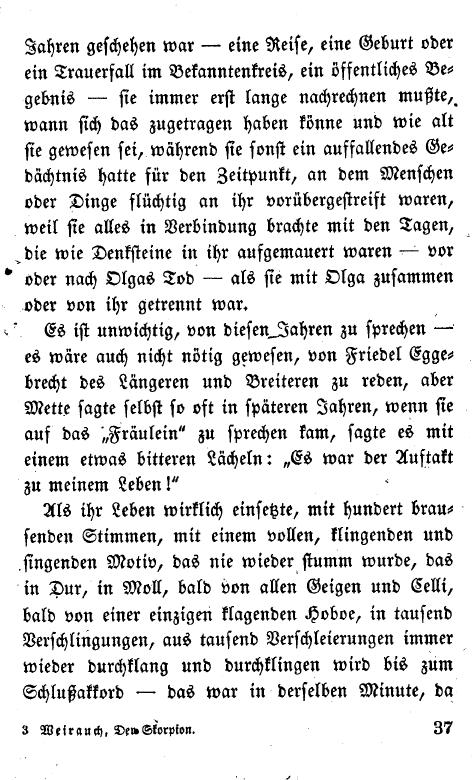 Jahren geschehen war — eine Reise, eine Geburt oder
ein Trauerfall im Bekanntenkreis, ein öffentliches Be-
gebnis — sie immer erst lange nachrechnen mußte,
wann sich das zugetragen haben könne und wie alt
sie gewesen sei, während sie sonst ein auffallendes Ge-
dächtnis hatte für den Zeitpunkt, an dem Menschen
oder Dinge flüchtig an ihr vorübergestreift waren,
weil sie alles in Verbindung brachte mit den Tagen,
die wie Denksteine in ihr aufgemauert waren — vor
oder nach Olgas Tod — als sie mit Olga zusammen
oder von ihr getrennt war.
Es ist unwichtig, von diesen Jahren zu sprechen —
es wäre auch nicht nötig gewesen, von Friedel Egge-
brecht des Längeren und Breiteren zu reden, aber
Mette sagte selbst so oft in späteren Jahren, wenn sie
auf das „Fräulein“ zu sprechen kam, sagte es mit
einem etwas bitteren Lächeln: „Es war der Auftakt
zu meinem Leben!“
Als ihr Leben wirklich einsetzte, mit hundert brau-
senden Stimmen, mit einem vollen, klingenden und
singenden Motiv, das nie wieder stumm wurde, das
in Dur, in Moll, bald von allen Geigen und Celli,
bald von einer einzigen klagenden Hoboe, in tausend
Verschlingungen, aus tausend Verschleierungen immer
wieder durchklang und durchklingen wird bis zum
Schlußakkord — das war in derselben Minute, da
3 Weirauch, Der Skorpion. 37